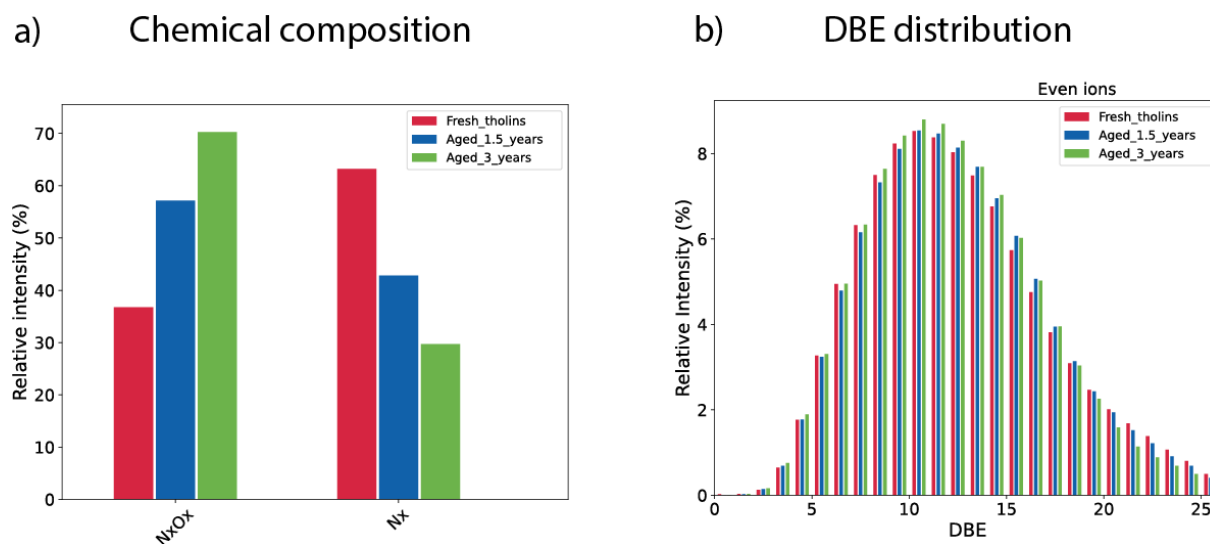 a) Chemical composition
Relative intensity (%)
70
60
50
40
30
20
10
0
Fresh_tholins
Aged_1.5_years
Aged_3_years
NxOx
Nx
b) DBE distribution
Even ions
Relative Intensity (%)
8
6
4
2
0
Fresh_tholins
Aged_1.5_years
Aged_3_years
0 5 10 15 20 25
DBE